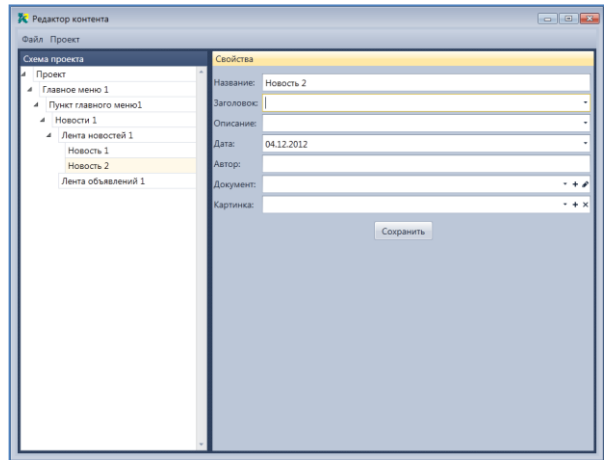 Редактор контента
Файл Проект
Схема проекта
Проект
Главное меню 1
Пункт главного меню1
Новости 1
Лента новостей 1
Новость 1
Новость 2
Лента объявлений 1
Свойства
Название: Новость 2
Заголовок:
Описание:
Дата: 04.12.2012
Автор:
Документ:
Картинка:
Сохранить